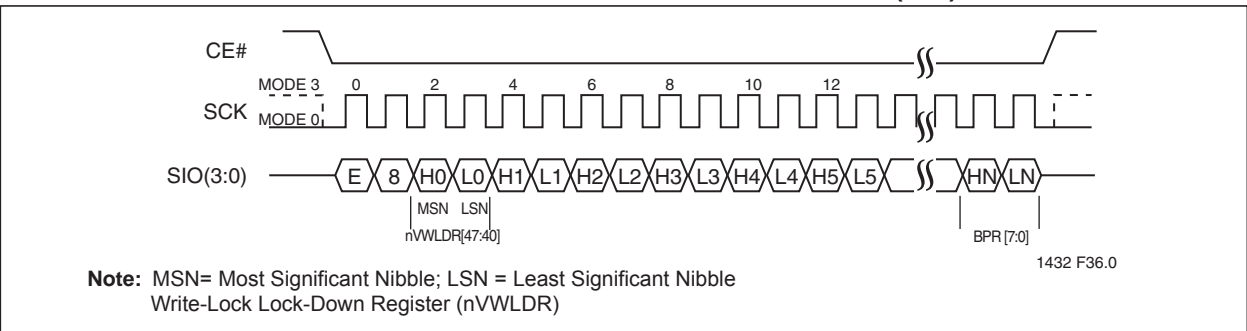 CE#
MODE 3 0 2 4 6 8 10 12
SCK
MODE 0
SIO(3:0) E 8 H0 L0 H1 L1 H2 L2 H3 L3 H4 L4 H5 L5 HN LN
MSN LSN
nVWLDR[47:40]
BPR [7:0]
1432 F36.0
Note: MSN= Most Significant Nibble; LSN = Least Significant Nibble
Write-Lock Lock-Down Register (nVWLDR)